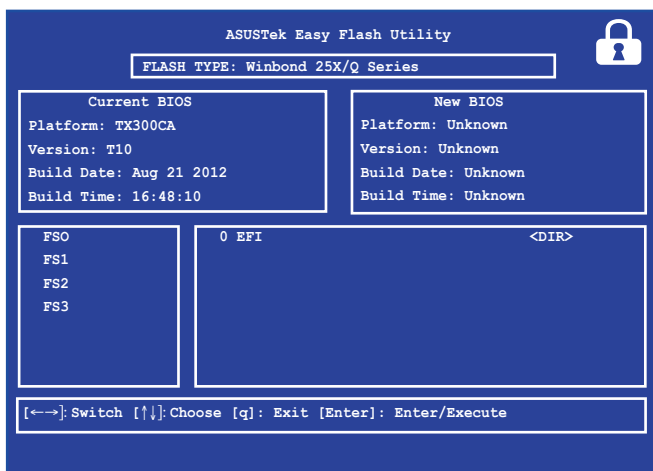 ASUSTek Easy Flash Utility
FLASH TYPE: Winbond 25X/Q Series
Current BIOS
Platform: TX300CA
Version: T10
Build Date: Aug 21 2012
Build Time: 16:48:10
New BIOS
Platform: Unknown
Version: Unknown
Build Date: Unknown
Build Time: Unknown
FSO
FS1
FS2
FS3
0 EFI <DIR>
[←→]: Switch [↑↓]: Choose [q]: Exit [Enter]: Enter/Execute